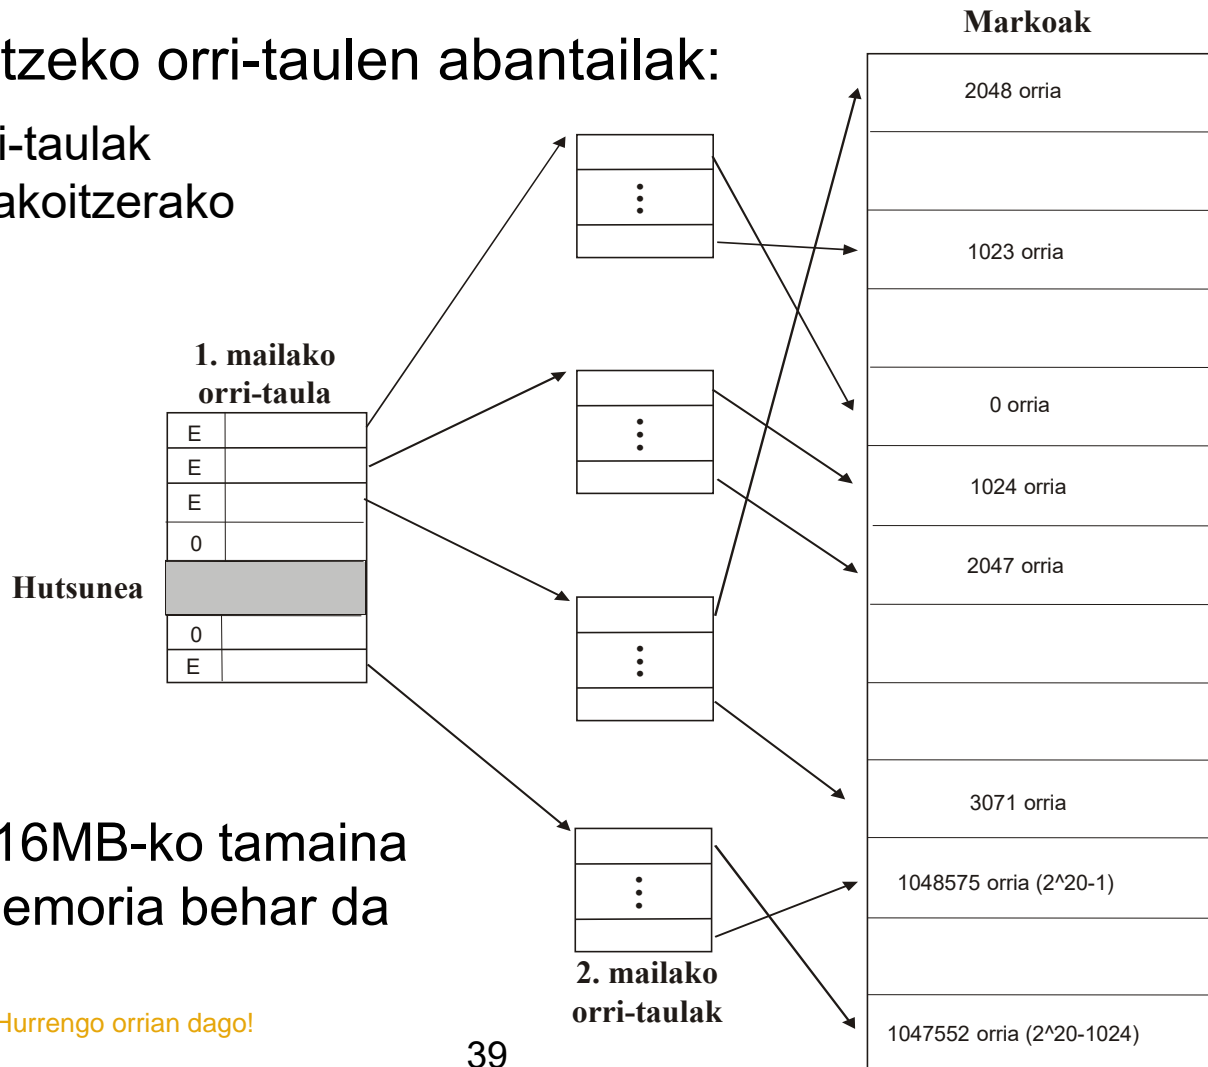 Markoak
tzeko orri-taulen abantailak:
i-taulak
akoitzerako
1. mailako
orri-taula
E
E
E
0
Hutsunea
0
E
16MB-ko tamaina
emoria behar da
2. mailako
orri-taulak
Hurrengo orrian dago!
39
2048 orria
1023 orria
0 orria
1024 orria
2047 orria
3071 orria
1048575 orria (2^20-1)
1047552 orria (2^20-1024)